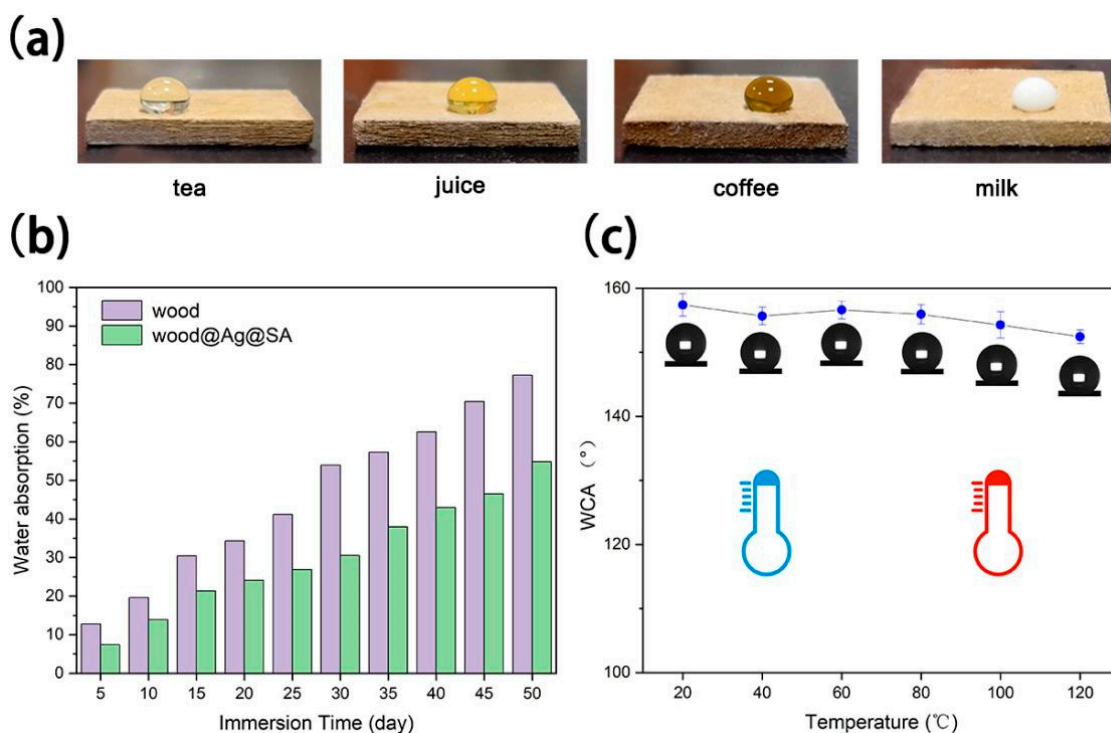 (a)
tea
juice
coffee
milk
(b)
(c)
100
90
80
70
60
50
40
30
20
10
0
Water absorption (%)
wood
wood@Ag@SA
5 10 15 20 25 30 35 40 45 50
Immersion Time (day)
160
140
120
100
WCA (°)
20 40 60 80 100 120
Temperature (℃)